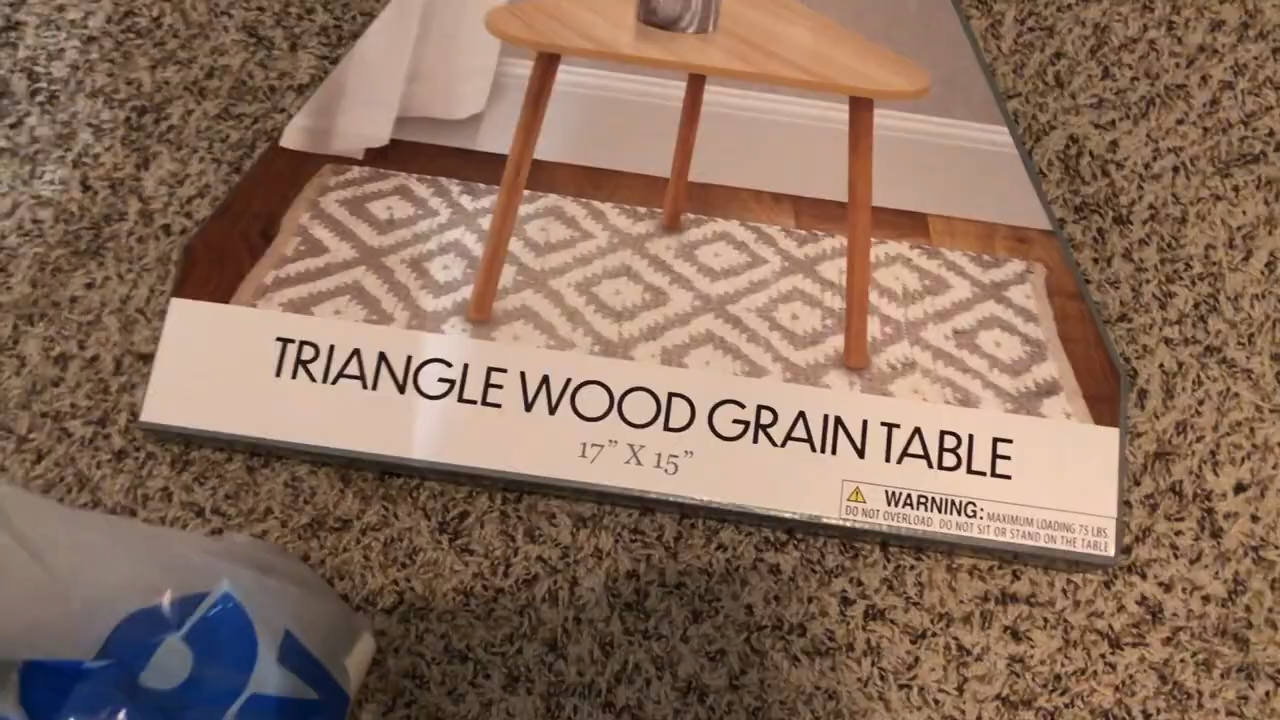 TRIANGLE WOOD GRAIN TABLE
17" X 15"
WARNING: MAXIMUM LOADING 75 LBS.
DO NOT OVERLOAD. DO NOT SIT OR STAND ON THE TABLE